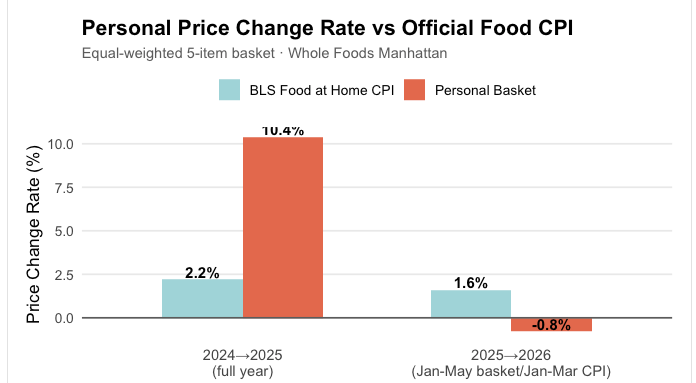 Personal Price Change Rate vs Official Food CPI
Equal-weighted 5-item basket · Whole Foods Manhattan
BLS Food at Home CPI
Personal Basket
Price Change Rate (%)
10.0
7.5
5.0
2.5
0.0
2.2%
10.4%
1.6%
-0.8%
2024→2025
(full year)
2025→2026
(Jan-May basket/Jan-Mar CPI)